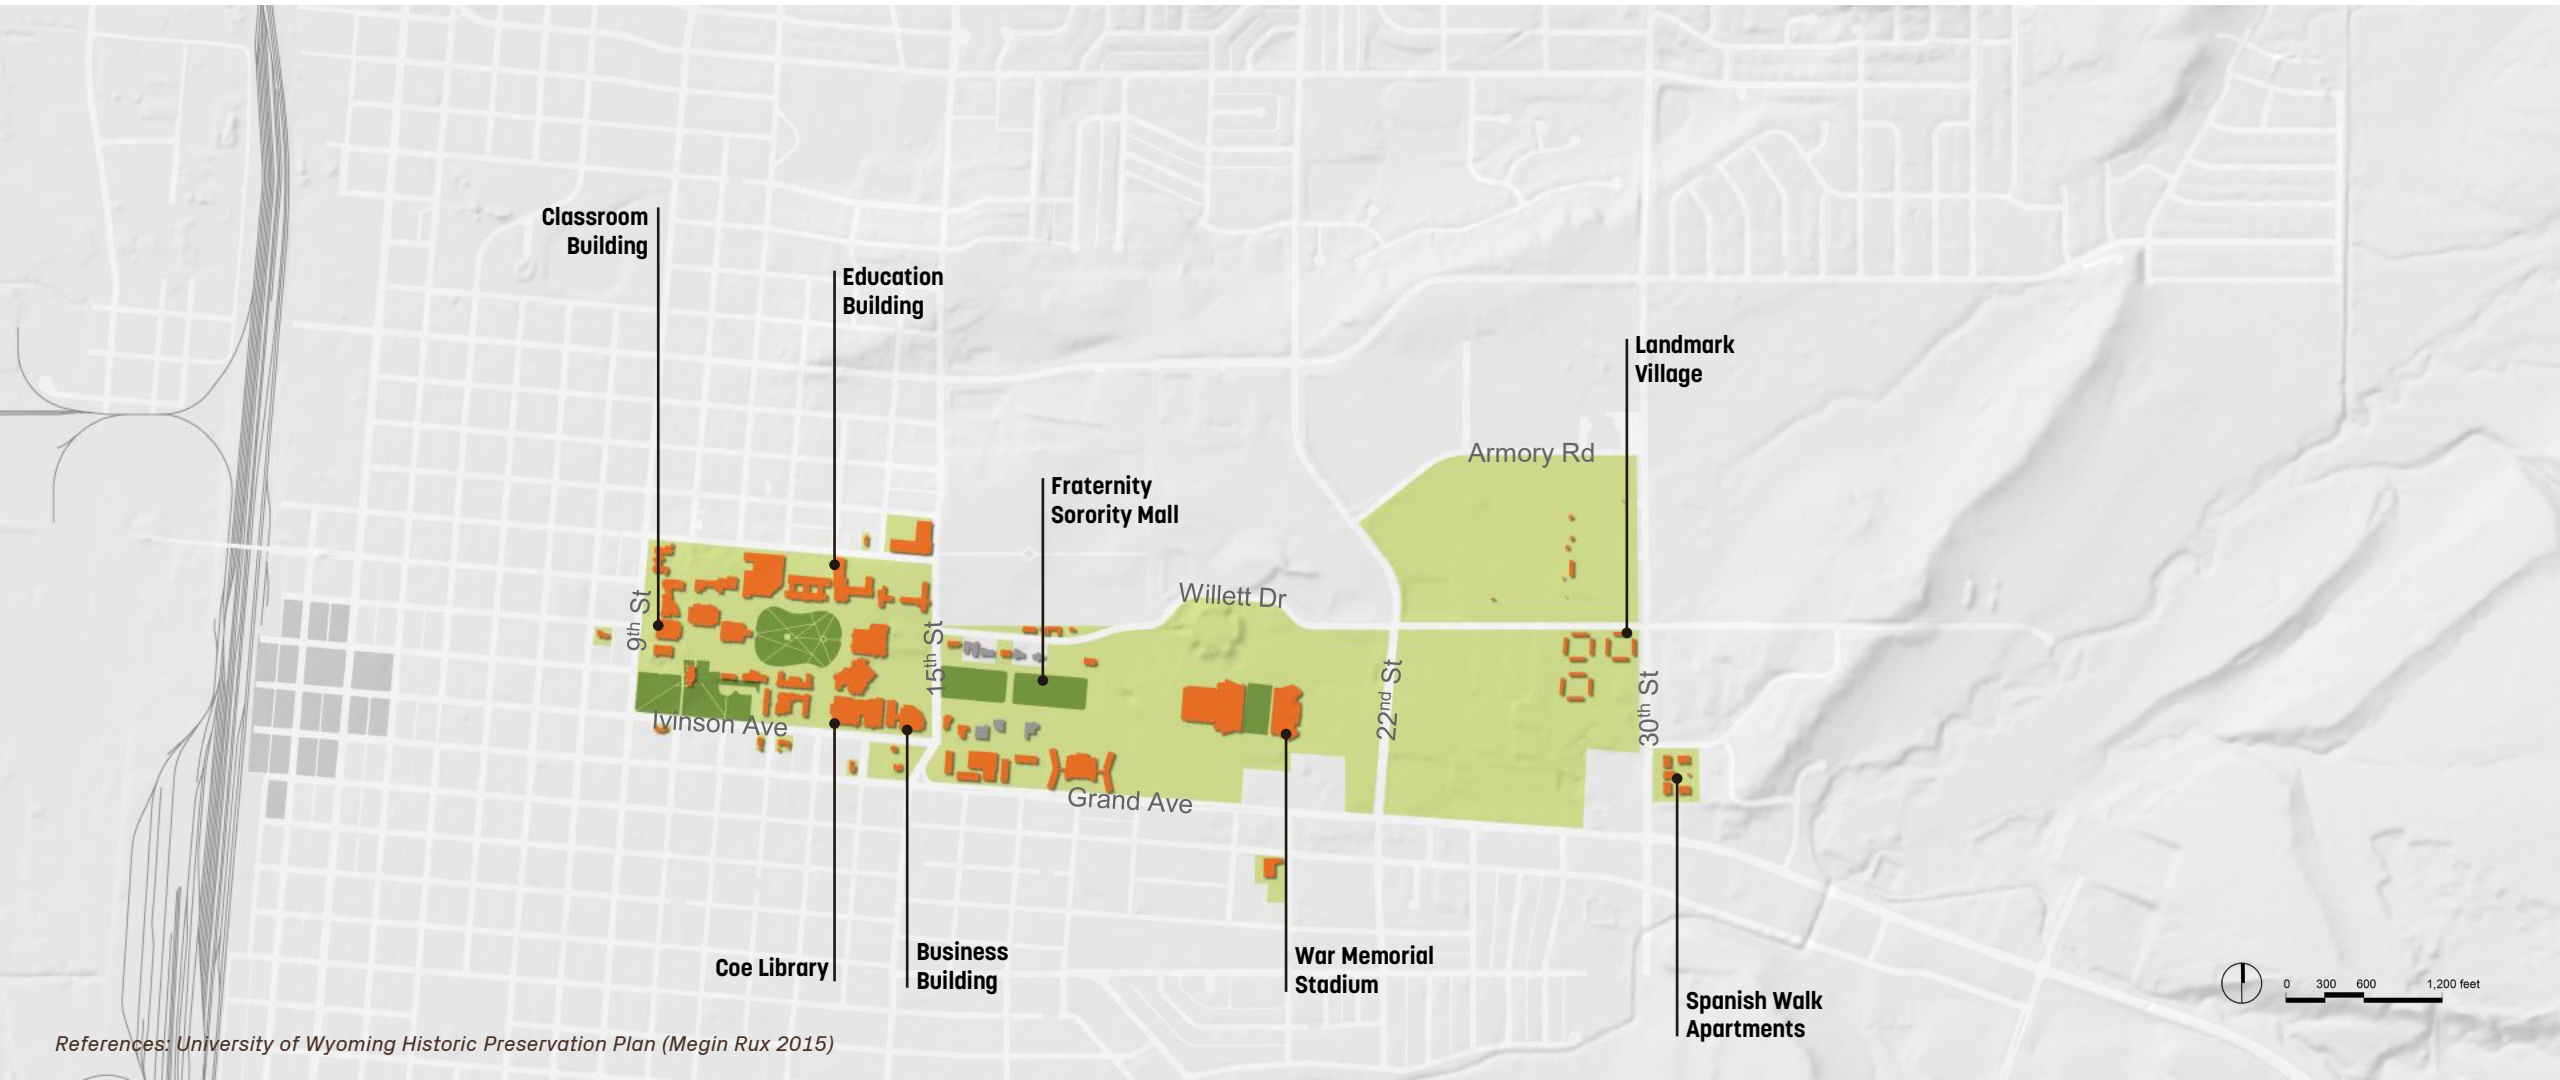 Classroom
Building
Education
Building
Landmark
Village
Armory Rd
Fraternity
Sorority Mall
Willett Dr
9th St
15th St
22nd St
30th St
Ivinson Ave
Grand Ave
Coe Library
Business
Building
War Memorial
Stadium
Spanish Walk
Apartments
0 300 600 1,200 feet
References: University of Wyoming Historic Preservation Plan (Megin Rux 2015)